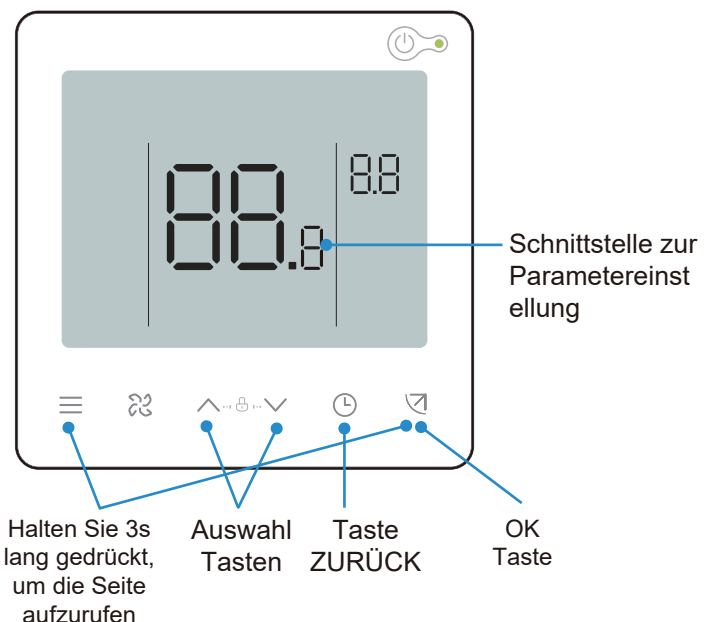 88.8
8.8
Schnittstelle zur
Parametereinst
ellung
Halten Sie 3s
lang gedrückt,
um die Seite
aufzurufen
Auswahl
Tasten
Taste
ZURÜCK
OK
Taste